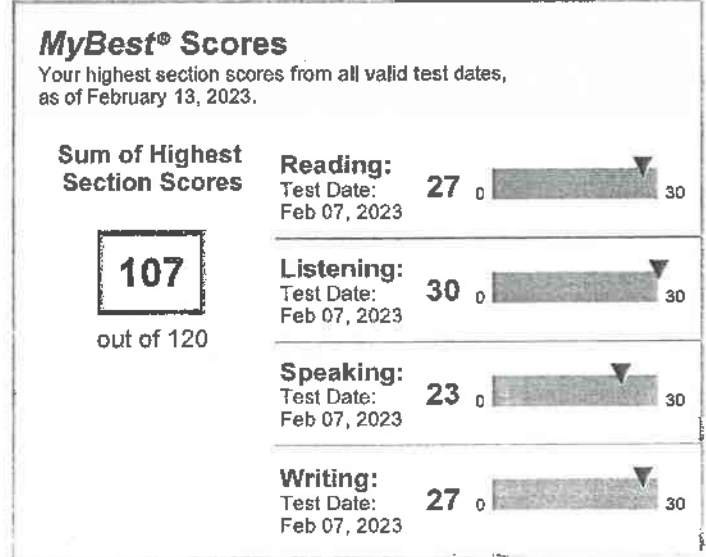 MyBest® Scores
Your highest section scores from all valid test dates,
as of February 13, 2023.
Sum of Highest
Section Scores
107
out of 120
Reading:
Test Date:
Feb 07, 2023
27
0
30
Listening:
Test Date:
Feb 07, 2023
30
0
30
Speaking:
Test Date:
Feb 07, 2023
23
0
30
Writing:
Test Date:
Feb 07, 2023
27
0
30